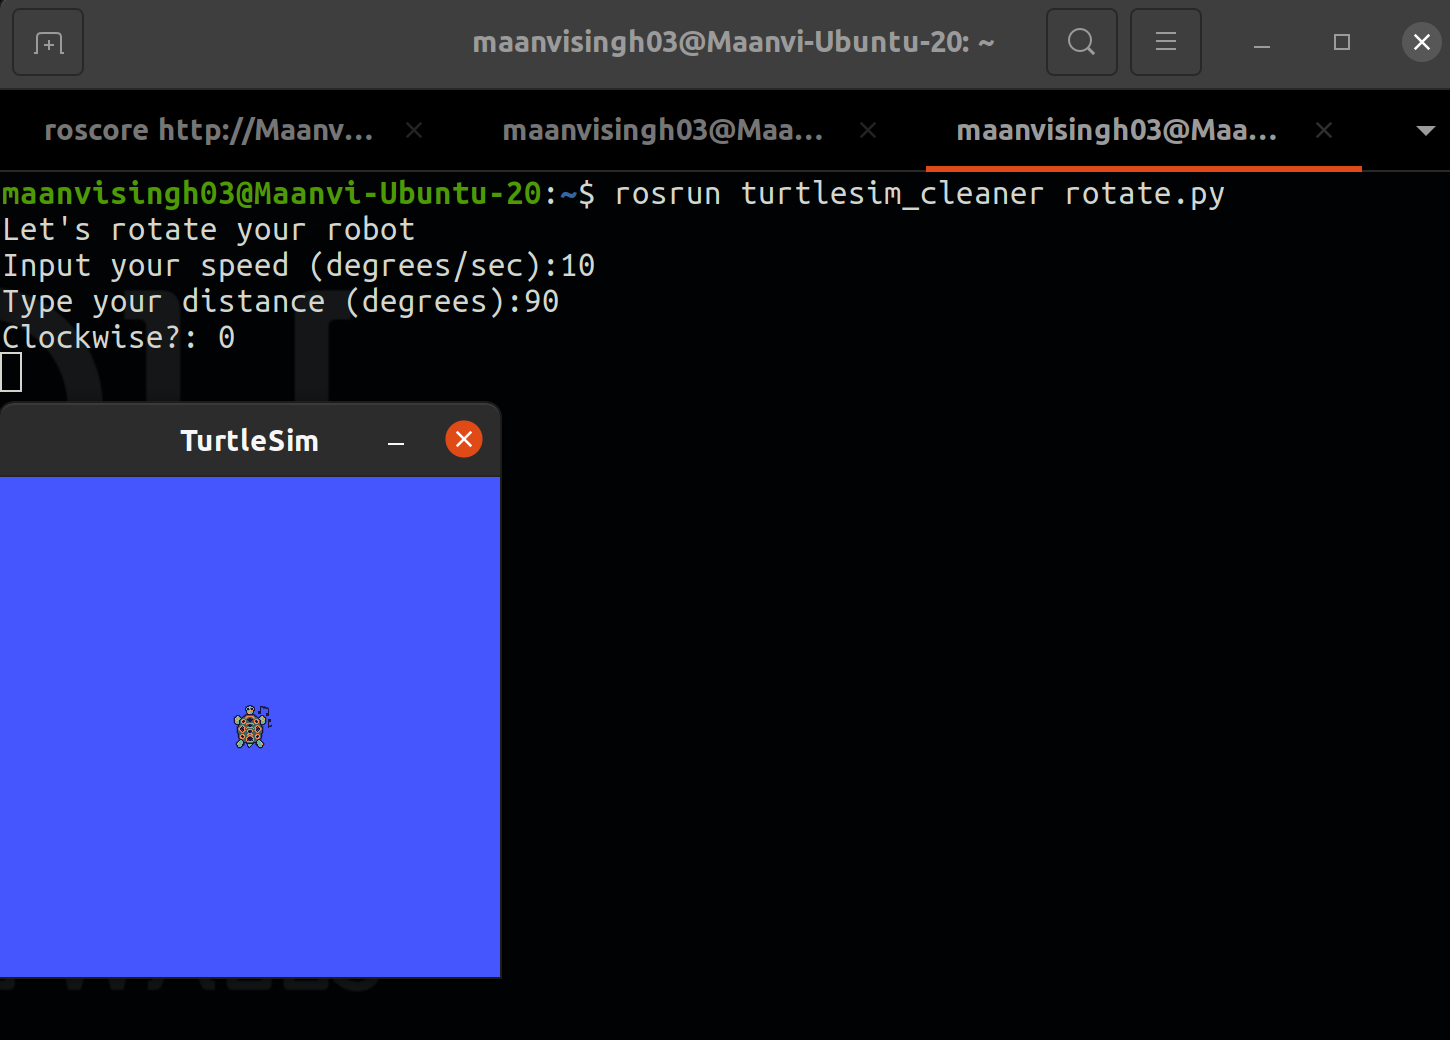 maanvisingh03@Maanvi-Ubuntu-20: ~
roscore http://Maanv... maanvisingh03@Maa... maanvisingh03@Maa...
maanvisingh03@Maanvi-Ubuntu-20:~$ rosrun turtlesim_cleaner rotate.py
Let's rotate your robot
Input your speed (degrees/sec):10
Type your distance (degrees):90
Clockwise?: 0
TurtleSim